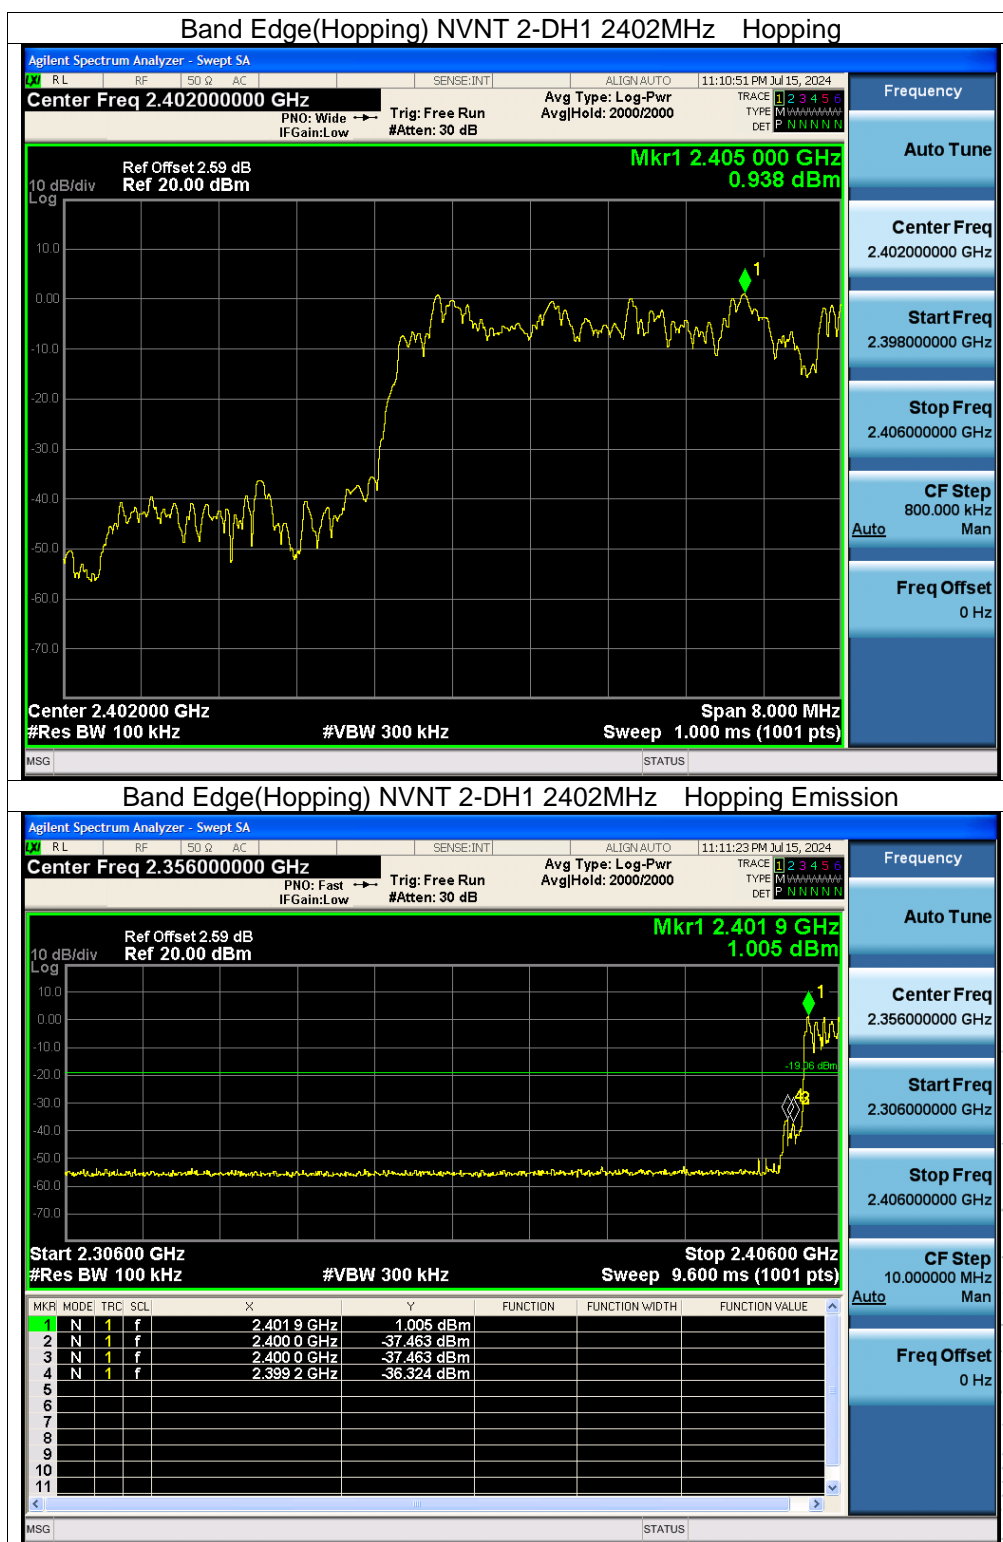 Band Edge(Hopping) NVNT 2-DH1 2402MHz Hopping
Agilent Spectrum Analyzer - Swept SA
LXI RL RF 50 Ω AC SENSE:INT ALIGN AUTO 11:10:51 PM Jul 15, 2024
Center Freq 2.402000000 GHz
PNO: Wide
IFGain:Low
Trig: Free Run
#Atten: 30 dB
Avg Type: Log-Pwr
Avg|Hold: 2000/2000
TRACE 1 2 3 4 5 6
TYPE M
DET P N N N N N
Ref Offset 2.59 dB
10 dB/div Ref 20.00 dBm
Log
Mkr1 2.405 000 GHz
0.938 dBm
1
10.0
0.00
-10.0
-20.0
-30.0
-40.0
-50.0
-60.0
-70.0
Center 2.402000 GHz Span 8.000 MHz
#Res BW 100 kHz #VBW 300 kHz Sweep 1.000 ms (1001 pts)
MSG STATUS
Frequency
Auto Tune
Center Freq
2.402000000 GHz
Start Freq
2.398000000 GHz
Stop Freq
2.406000000 GHz
CF Step
800.000 kHz
Auto Man
Freq Offset
0 Hz
Band Edge(Hopping) NVNT 2-DH1 2402MHz Hopping Emission
Agilent Spectrum Analyzer - Swept SA
LXI RL RF 50 Ω AC SENSE:INT ALIGN AUTO 11:11:23 PM Jul 15, 2024
Center Freq 2.356000000 GHz
PNO: Fast
IFGain:Low
Trig: Free Run
#Atten: 30 dB
Avg Type: Log-Pwr
Avg|Hold: 2000/2000
TRACE 1 2 3 4 5 6
TYPE M
DET P N N N N N
Ref Offset 2.59 dB
10 dB/div Ref 20.00 dBm
Log
Mkr1 2.401 9 GHz
1.005 dBm
1
10.0
0.00
-10.0
-19.06 dBm
-20.0
-30.0
-40.0
-50.0
-60.0
-70.0
Start 2.30600 GHz Stop 2.40600 GHz
#Res BW 100 kHz #VBW 300 kHz Sweep 9.600 ms (1001 pts)
MKR MODE TRC SCL X Y FUNCTION FUNCTION WIDTH FUNCTION VALUE
1 N 1 f 2.401 9 GHz 1.005 dBm
2 N 1 f 2.400 0 GHz -37.463 dBm
3 N 1 f 2.400 0 GHz -37.463 dBm
4 N 1 f 2.399 2 GHz -36.324 dBm
5
6
7
8
9
10
11
MSG STATUS
Frequency
Auto Tune
Center Freq
2.356000000 GHz
Start Freq
2.306000000 GHz
Stop Freq
2.406000000 GHz
CF Step
10.000000 MHz
Auto Man
Freq Offset
0 Hz